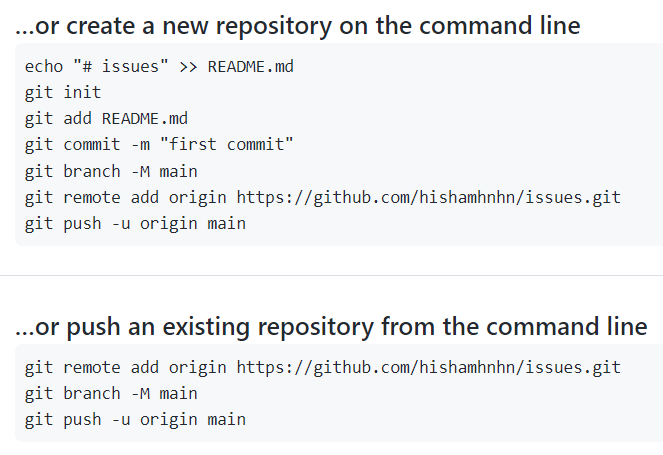 ...or create a new repository on the command line
echo "# issues" >> README.md
git init
git add README.md
git commit -m "first commit"
git branch -M main
git remote add origin https://github.com/hishamhnhn/issues.git
git push -u origin main
...or push an existing repository from the command line
git remote add origin https://github.com/hishamhnhn/issues.git
git branch -M main
git push -u origin main